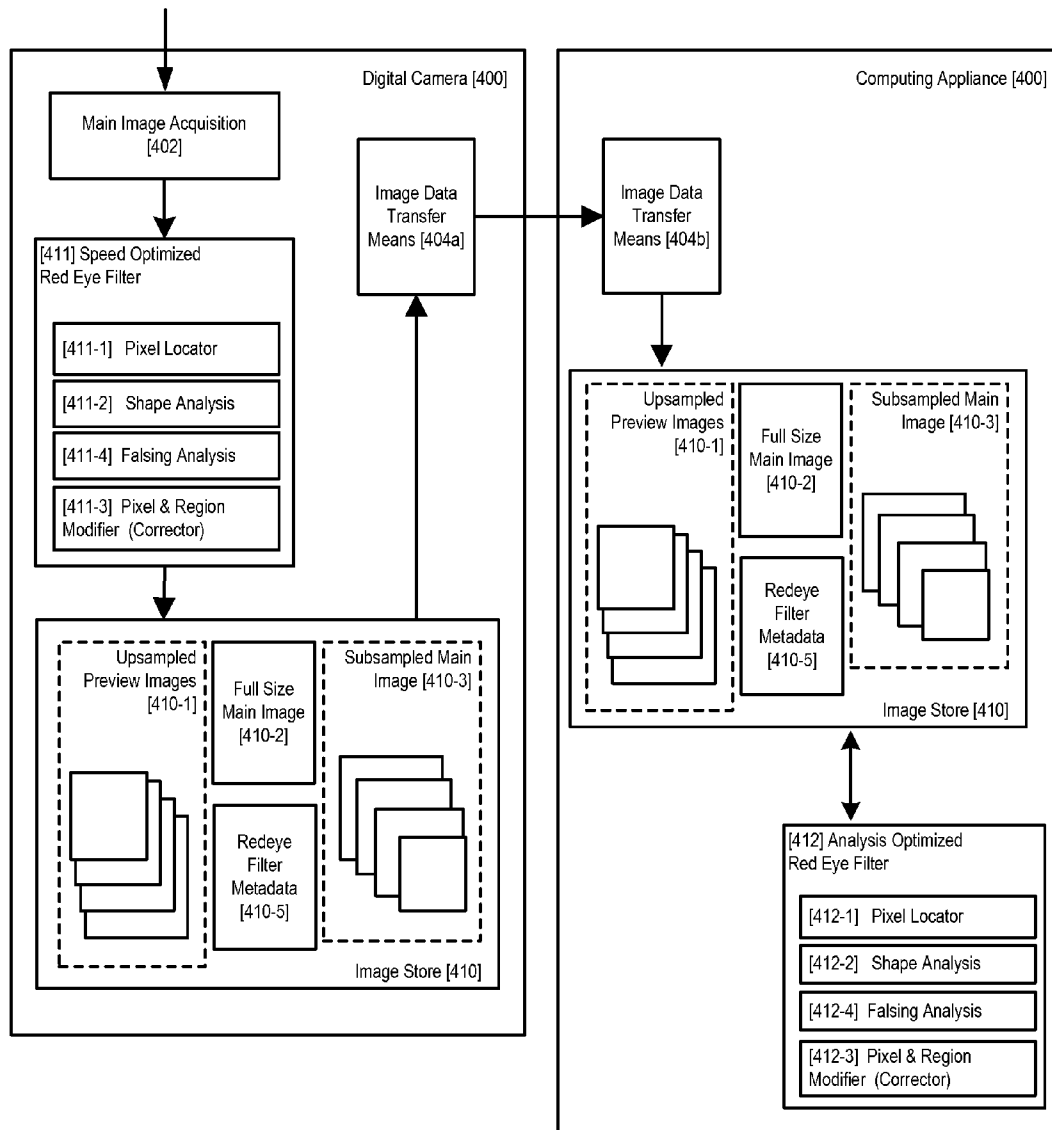 Digital Camera [400]
Main Image Acquisition
[402]
[411] Speed Optimized
Red Eye Filter
[411-1] Pixel Locator
[411-2] Shape Analysis
[411-4] Falsing Analysis
[411-3] Pixel & Region
Modifier (Corrector)
Image Data
Transfer
Means [404a]
Upsampled
Preview Images
[410-1]
Full Size
Main Image
[410-2]
Subsampled Main
Image [410-3]
Redeye
Filter
Metadata
[410-5]
Image Store [410]
Computing Appliance [400]
Image Data
Transfer
Means [404b]
Upsampled
Preview Images
[410-1]
Full Size
Main Image
[410-2]
Subsampled Main
Image [410-3]
Redeye
Filter
Metadata
[410-5]
Image Store [410]
[412] Analysis Optimized
Red Eye Filter
[412-1] Pixel Locator
[412-2] Shape Analysis
[412-4] Falsing Analysis
[412-3] Pixel & Region
Modifier (Corrector)